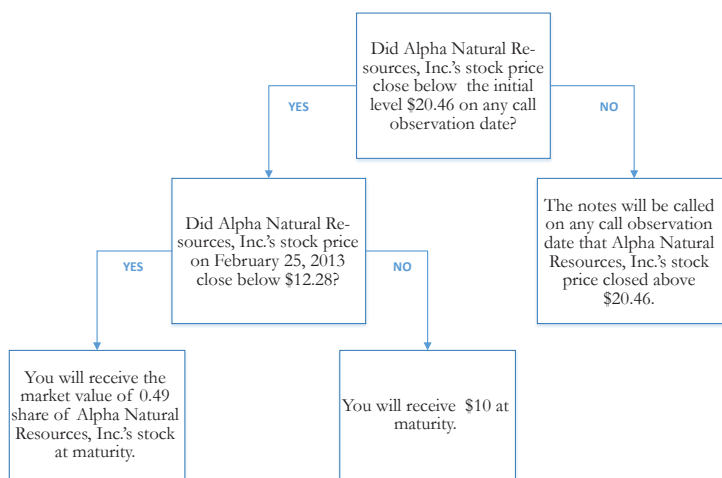 Did Alpha Natural Re-
sources, Inc.'s stock price
close below the initial
level $20.46 on any call
observation date?
YES
NO
Did Alpha Natural Re-
sources, Inc.'s stock price
on February 25, 2013
close below $12.28?
The notes will be called
on any call observation
date that Alpha Natural
Resources, Inc.'s stock
price closed above
$20.46.
YES
NO
You will receive the
market value of 0.49
share of Alpha Natural
Resources, Inc.'s stock
at maturity.
You will receive $10 at
maturity.